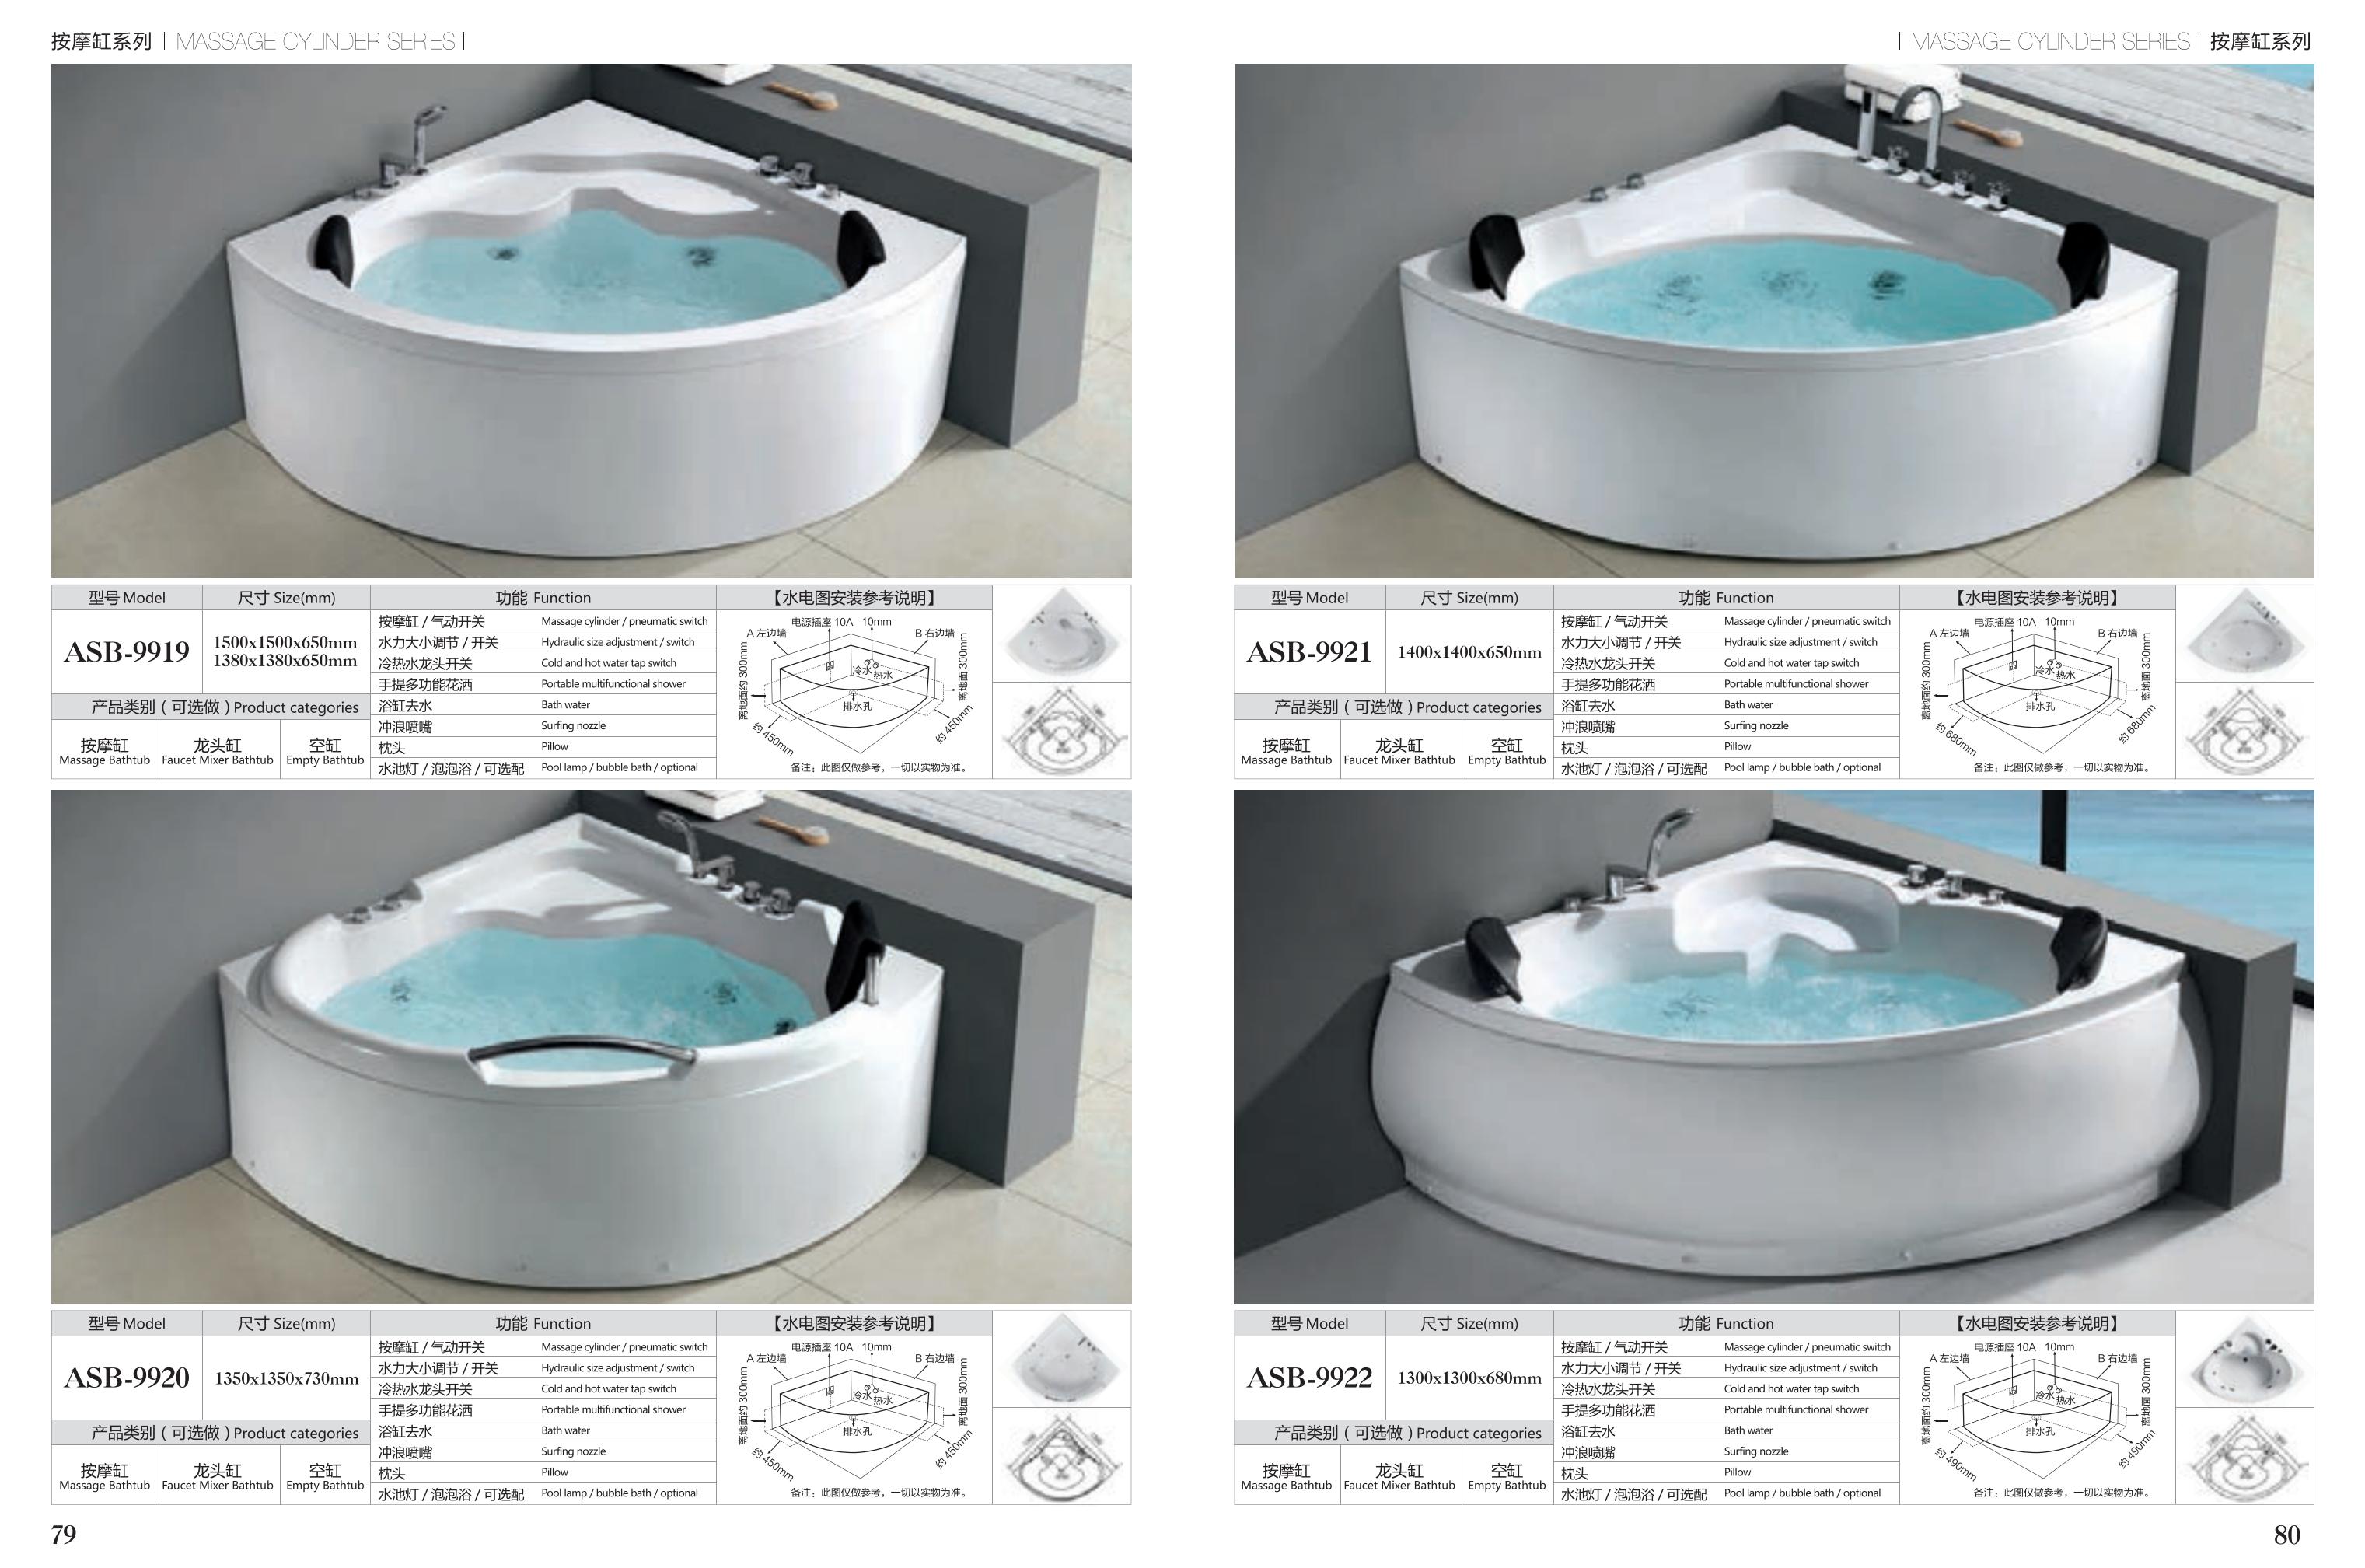 按摩缸系列 | MASSAGE CYLINDER SERIES |
| MASSAGE CYLINDER SERIES | 按摩缸系列
型号 Model
尺寸 Size(mm)
功能 Function
【水电图安装参考说明】
ASB-9919
1500x1500x650mm
1380x1380x650mm
按摩缸 / 气动开关 Massage cylinder / pneumatic switch
水力大小调节 / 开关 Hydraulic size adjustment / switch
冷热水龙头开关 Cold and hot water tap switch
手提多功能花洒 Portable multifunctional shower
浴缸去水 Bath water
冲浪喷嘴 Surfing nozzle
枕头 Pillow
水池灯 / 泡泡浴 / 可选配 Pool lamp / bubble bath / optional
产品类别 ( 可选做 ) Product categories
按摩缸 龙头缸 空缸
Massage Bathtub Faucet Mixer Bathtub Empty Bathtub
电源插座 10A 10mm
A 左边墙 B 右边墙
离地面约 300mm
离地面 300mm
冷水 热水
排水孔
约 450mm
约 450mm
备注：此图仅做参考，一切以实物为准。
型号 Model
尺寸 Size(mm)
功能 Function
【水电图安装参考说明】
ASB-9921
1400x1400x650mm
按摩缸 / 气动开关 Massage cylinder / pneumatic switch
水力大小调节 / 开关 Hydraulic size adjustment / switch
冷热水龙头开关 Cold and hot water tap switch
手提多功能花洒 Portable multifunctional shower
浴缸去水 Bath water
冲浪喷嘴 Surfing nozzle
枕头 Pillow
水池灯 / 泡泡浴 / 可选配 Pool lamp / bubble bath / optional
产品类别 ( 可选做 ) Product categories
按摩缸 龙头缸 空缸
Massage Bathtub Faucet Mixer Bathtub Empty Bathtub
电源插座 10A 10mm
A 左边墙 B 右边墙
离地面约 300mm
离地面 300mm
冷水 热水
排水孔
约 680mm
约 680mm
备注：此图仅做参考，一切以实物为准。
型号 Model
尺寸 Size(mm)
功能 Function
【水电图安装参考说明】
ASB-9920
1350x1350x730mm
按摩缸 / 气动开关 Massage cylinder / pneumatic switch
水力大小调节 / 开关 Hydraulic size adjustment / switch
冷热水龙头开关 Cold and hot water tap switch
手提多功能花洒 Portable multifunctional shower
浴缸去水 Bath water
冲浪喷嘴 Surfing nozzle
枕头 Pillow
水池灯 / 泡泡浴 / 可选配 Pool lamp / bubble bath / optional
产品类别 ( 可选做 ) Product categories
按摩缸 龙头缸 空缸
Massage Bathtub Faucet Mixer Bathtub Empty Bathtub
电源插座 10A 10mm
A 左边墙 B 右边墙
离地面约 300mm
离地面 300mm
冷水 热水
排水孔
约 450mm
约 450mm
备注：此图仅做参考，一切以实物为准。
型号 Model
尺寸 Size(mm)
功能 Function
【水电图安装参考说明】
ASB-9922
1300x1300x680mm
按摩缸 / 气动开关 Massage cylinder / pneumatic switch
水力大小调节 / 开关 Hydraulic size adjustment / switch
冷热水龙头开关 Cold and hot water tap switch
手提多功能花洒 Portable multifunctional shower
浴缸去水 Bath water
冲浪喷嘴 Surfing nozzle
枕头 Pillow
水池灯 / 泡泡浴 / 可选配 Pool lamp / bubble bath / optional
产品类别 ( 可选做 ) Product categories
按摩缸 龙头缸 空缸
Massage Bathtub Faucet Mixer Bathtub Empty Bathtub
电源插座 10A 10mm
A 左边墙 B 右边墙
离地面约 300mm
离地面 300mm
冷水 热水
排水孔
约 490mm
约 490mm
备注：此图仅做参考，一切以实物为准。
79
80